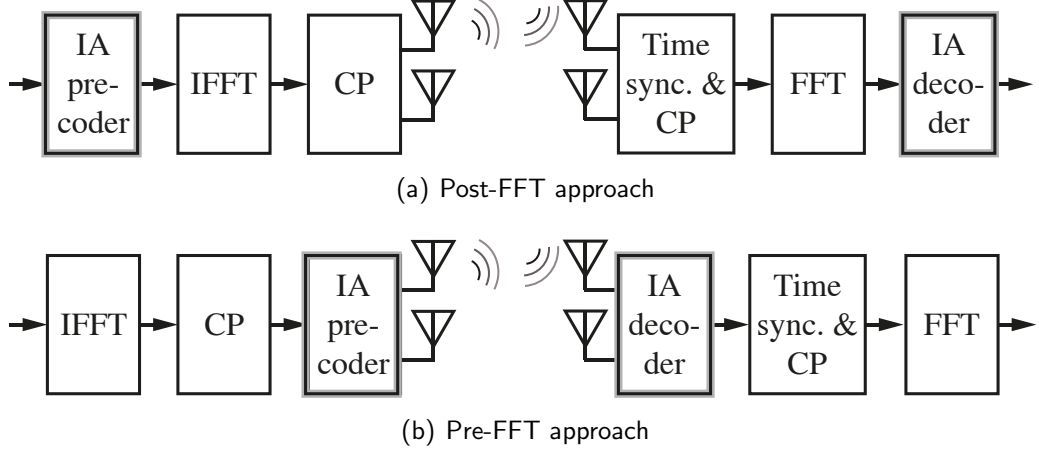 IA
pre-
coder
IFFT
CP
Time
sync. &
CP
FFT
IA
deco-
der
(a) Post-FFT approach
IFFT
CP
IA
pre-
coder
IA
deco-
der
Time
sync. &
CP
FFT
(b) Pre-FFT approach